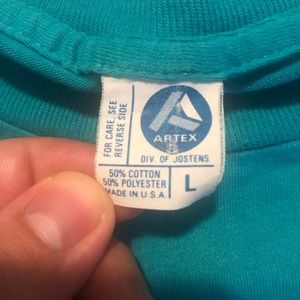 FOR CARE, SEE
REVERSE SIDE
ARTEX
DIV. OF JOSTENS
50% COTTON
50% POLYESTER
MADE IN U.S.A
L